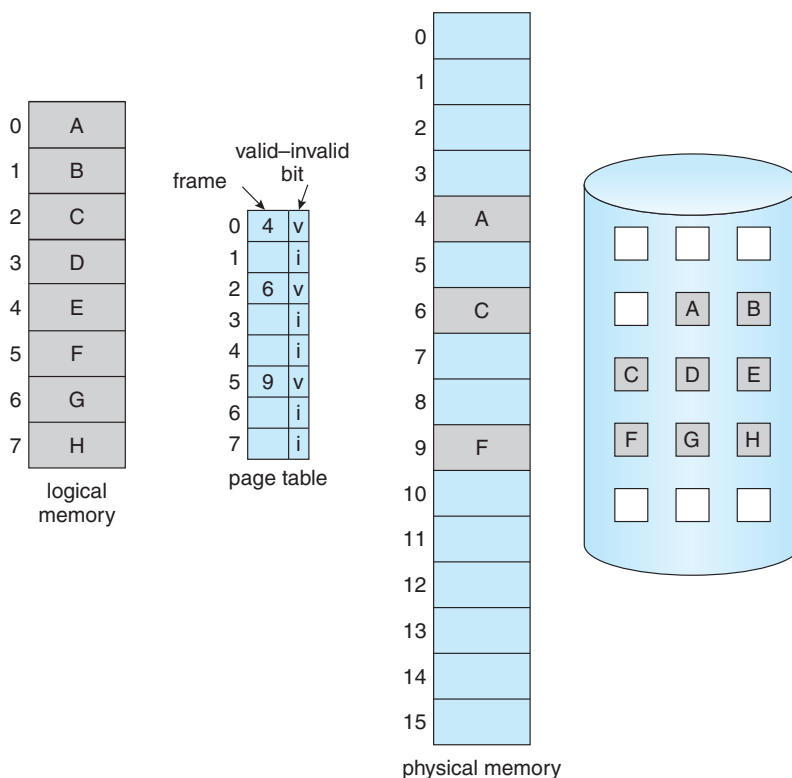 0 A
1 B
2 C
3 D
4 E
5 F
6 G
7 H
logical
memory
valid–invalid
bit
frame
0 4 v
1 i
2 6 v
3 i
4 i
5 9 v
6 i
7 i
page table
0
1
2
3
4 A
5
6 C
7
8
9 F
10
11
12
13
14
15
physical memory
A B
C D E
F G H